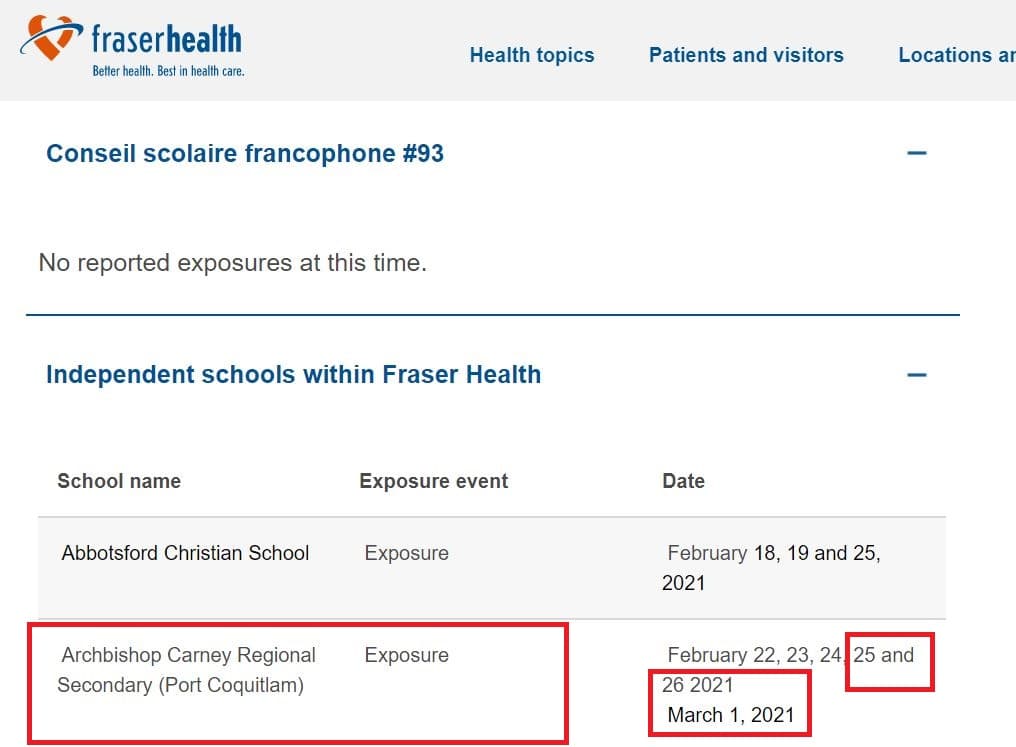 fraserhealth
Better health. Best in health care.
Health topics
Patients and visitors
Locations
Conseil scolaire francophone #93
No reported exposures at this time.
Independent schools within Fraser Health
School name
Exposure event
Date
Abbotsford Christian School
Exposure
February 18, 19 and 25,
2021
Archbishop Carney Regional
Secondary (Port Coquitlam)
Exposure
February 22, 23, 24, 25 and
26 2021
March 1, 2021